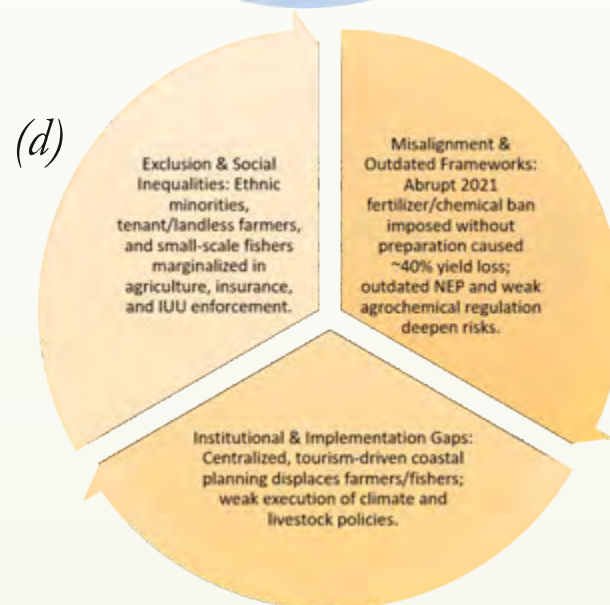 (d)
Exclusion & Social
Inequalities: Ethnic
minorities,
tenant/landless farmers,
and small-scale fishers
marginalized in
agriculture, insurance,
and IUU enforcement.
Misalignment &
Outdated Frameworks:
Abrupt 2021
fertilizer/chemical ban
imposed without
preparation caused
~40% yield loss;
outdated NEP and weak
agrochemical regulation
deepen risks.
Institutional & Implementation Gaps:
Centralized, tourism-driven coastal
planning displaces farmers/fishers;
weak execution of climate and
livestock policies.